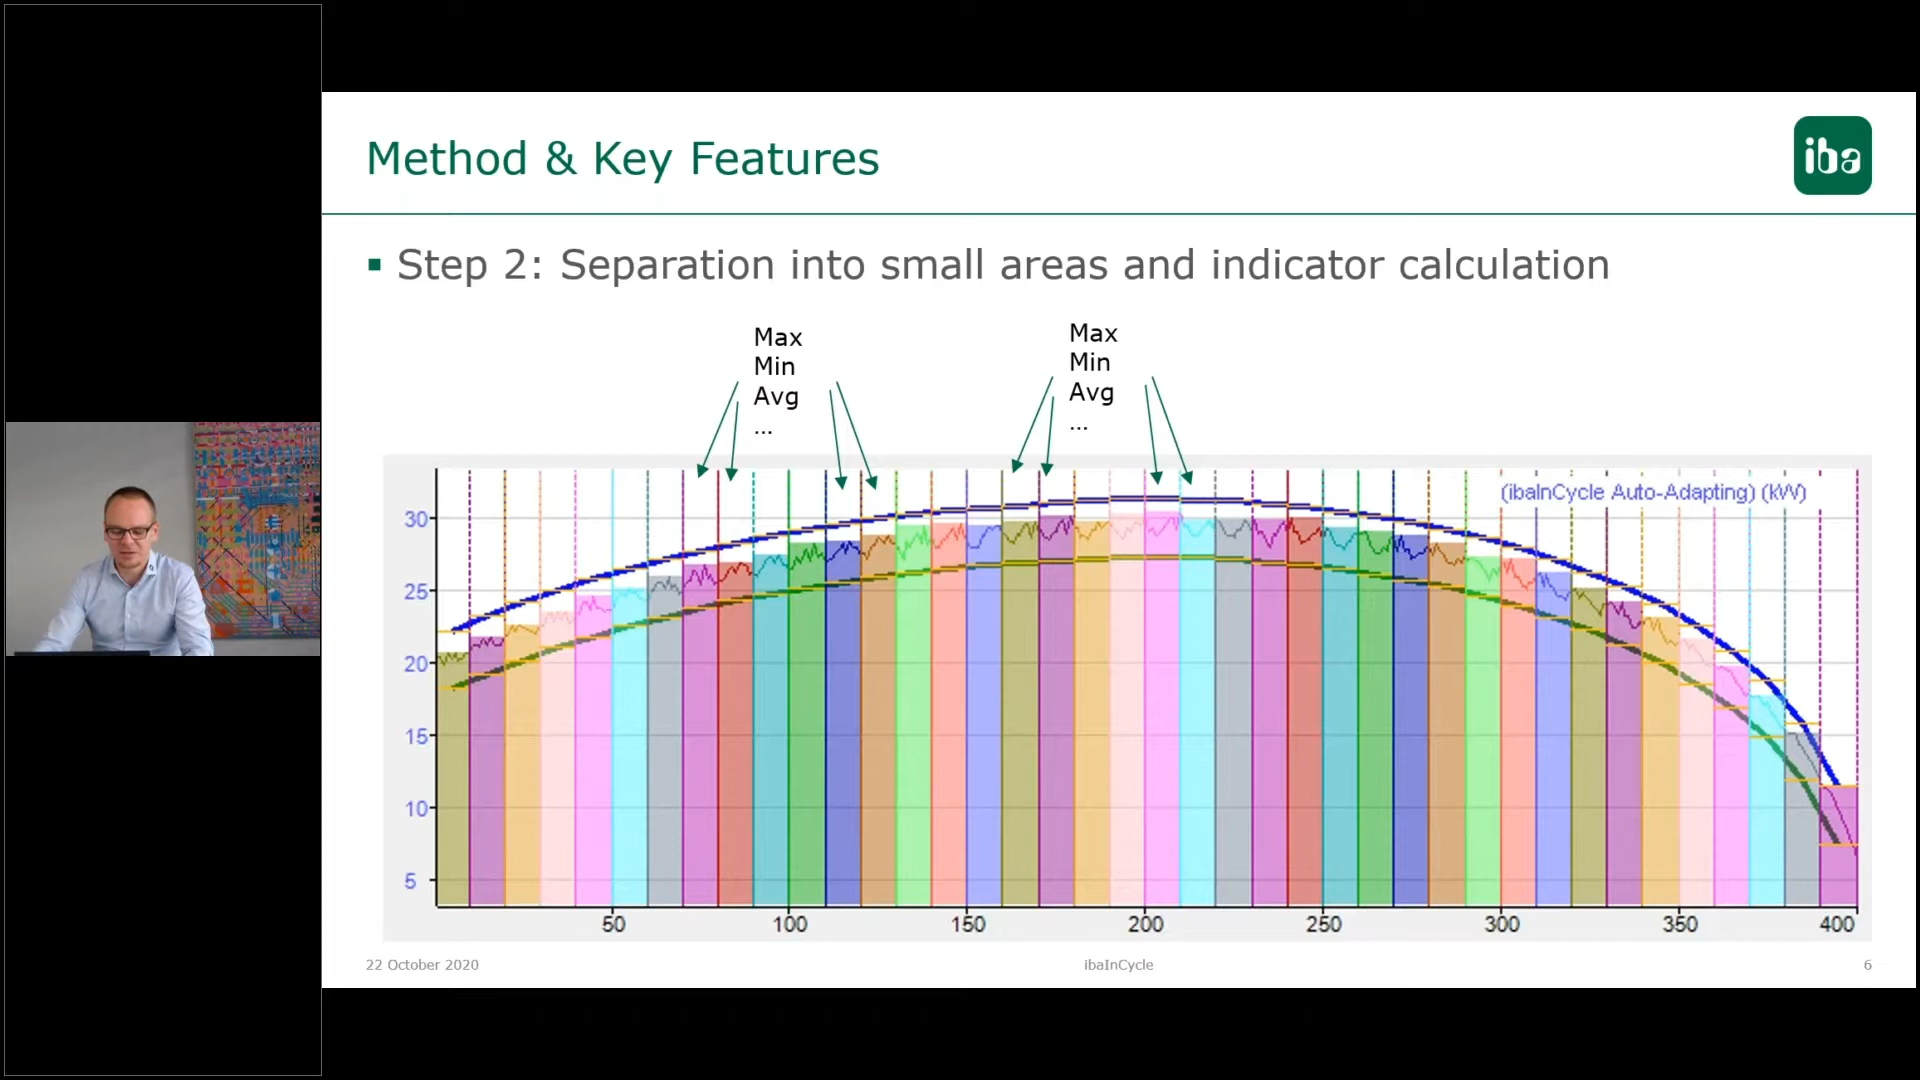 Method & Key Features
iba
Step 2: Separation into small areas and indicator calculation
Max
Min
Avg
...
Max
Min
Avg
...
(ibaInCycle Auto-Adapting) (kW)
30
25
20
15
10
5
50 100 150 200 250 300 350 400
22 October 2020 ibaInCycle 6